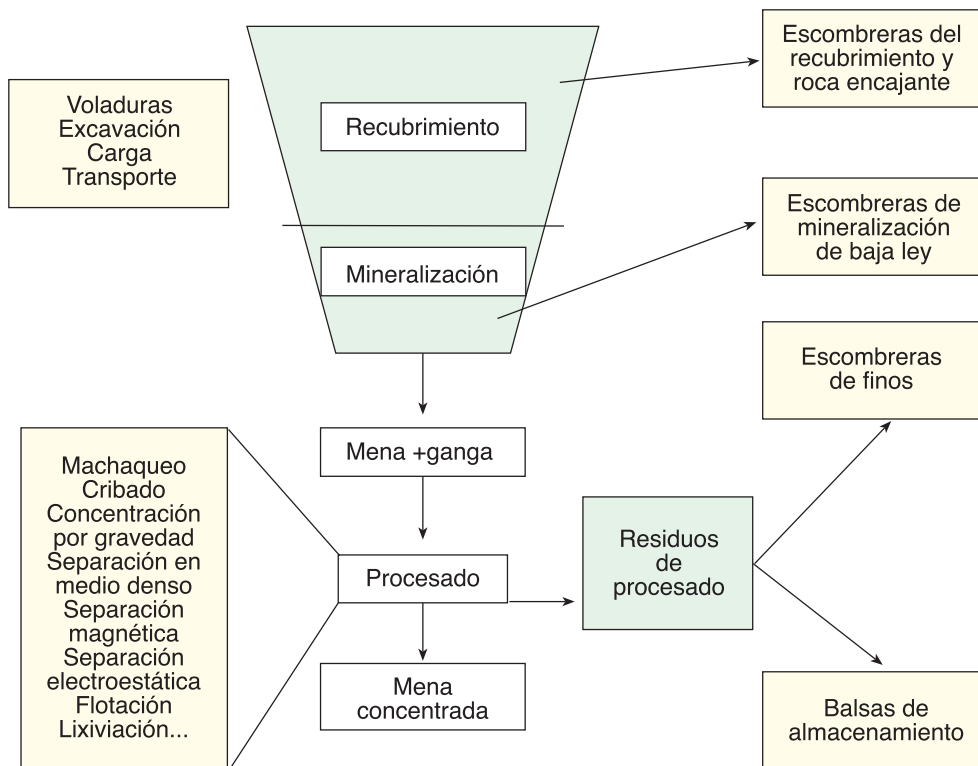 Voladuras
Excavación
Carga
Transporte
Recubrimiento
Mineralización
Escombreras del
recubrimiento y
roca encajante
Escombreras de
mineralización
de baja ley
Escombreras
de finos
Mena +ganga
Machaqueo
Cribado
Concentración
por gravedad
Separación en
medio denso
Separación
magnética
Separación
electroestática
Flotación
Lixiviación...
Procesado
Residuos
de
procesado
Mena
concentrada
Balsas de
almacenamiento